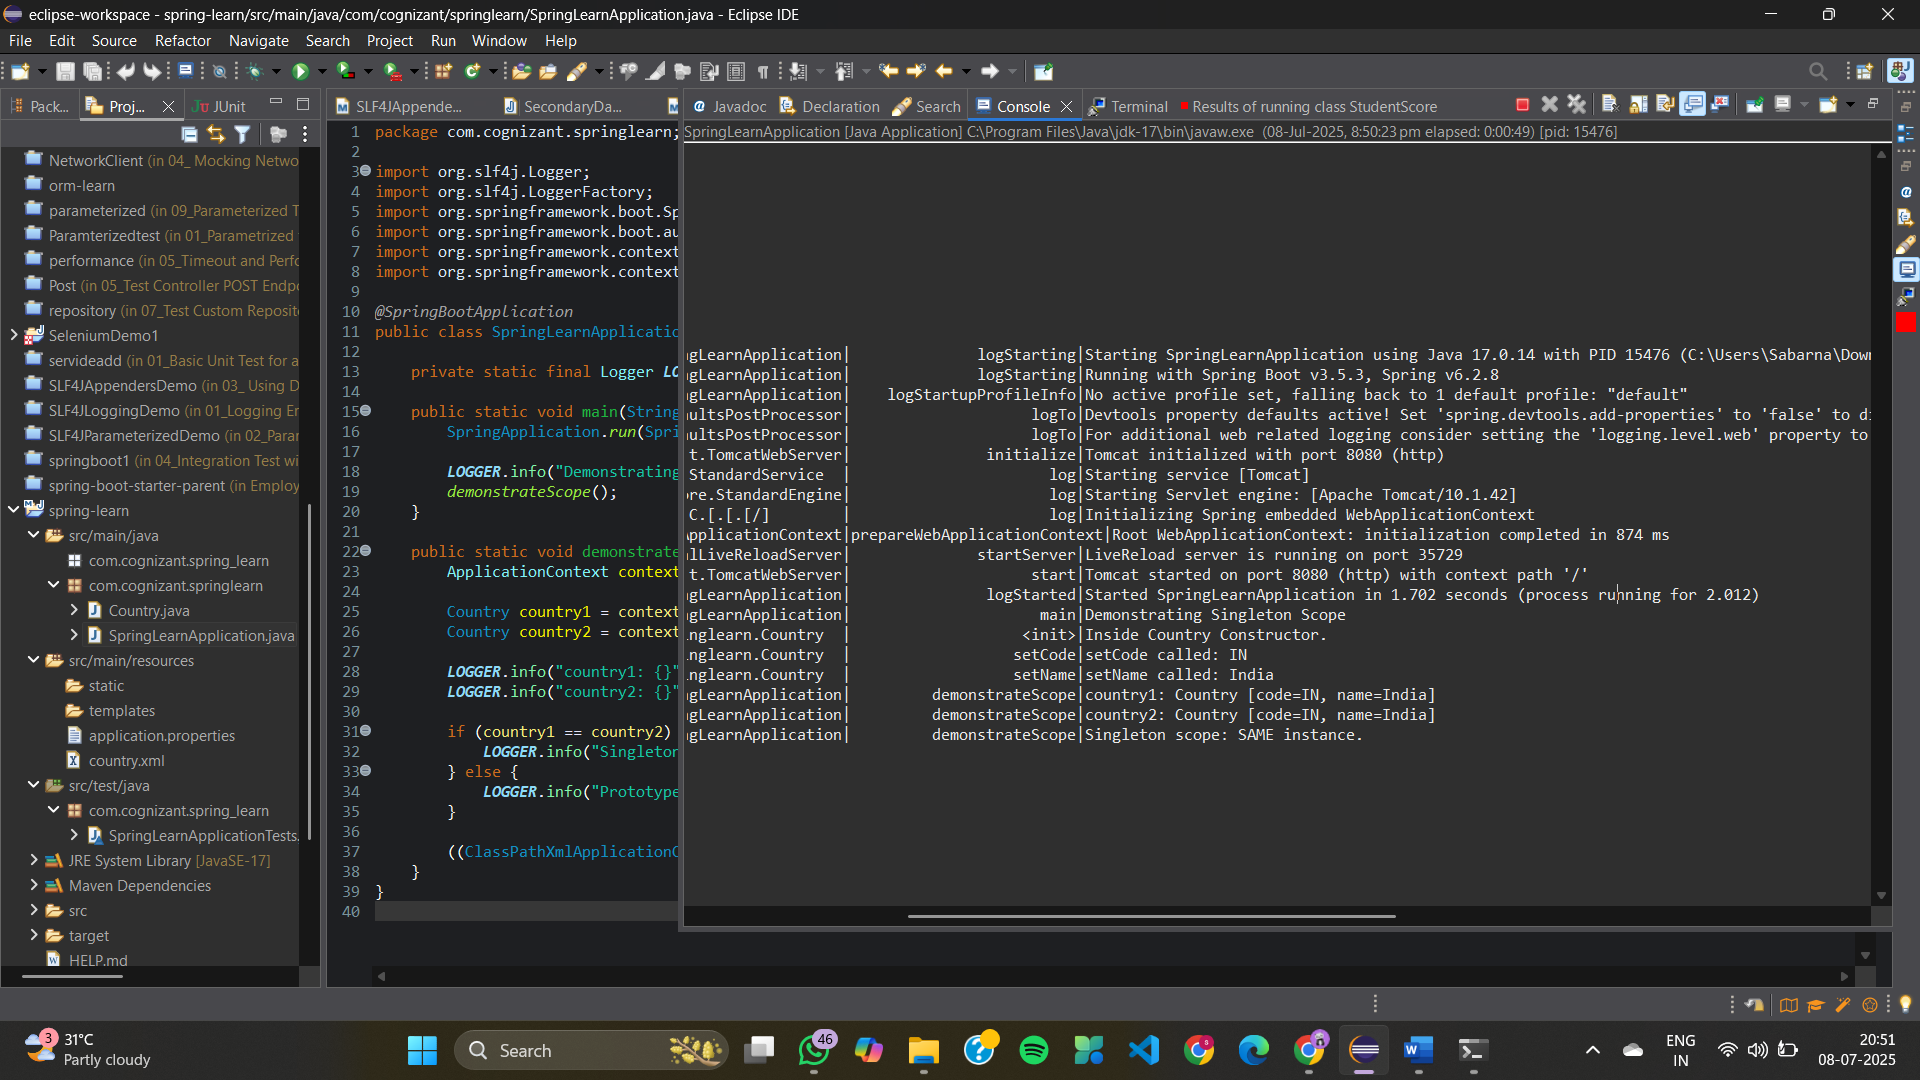 eclipse-workspace - spring-learn/src/main/java/com/cognizant/springlearn/SpringLearnApplication.java - Eclipse IDE
File Edit Source Refactor Navigate Search Project Run Window Help
Pack... Proj... JUnit
NetworkClient (in 04_ Mocking Netwo
orm-learn
parameterized (in 09_Parameterized T
Paramterizedtest (in 01_Parametrized
performance (in 05_Timeout and Perfc
Post (in 05_Test Controller POST Endpo
repository (in 07_Test Custom Reposit
SeleniumDemo1
servideadd (in 01_Basic Unit Test for a
SLF4JAppendersDemo (in 03_ Using D
SLF4JLoggingDemo (in 01_Logging Er
SLF4JParameterizedDemo (in 02_Parar
springboot1 (in 04_Integration Test wi
spring-boot-starter-parent (in Employ
spring-learn
src/main/java
com.cognizant.spring_learn
com.cognizant.springlearn
Country.java
SpringLearnApplication.java
src/main/resources
static
templates
application.properties
country.xml
src/test/java
com.cognizant.spring_learn
SpringLearnApplicationTests.
JRE System Library [JavaSE-17]
Maven Dependencies
src
target
HELP.md
SLF4JAppende... SecondaryDa...
1 package com.cognizant.springlearn;
2
3 import org.slf4j.Logger;
4 import org.slf4j.LoggerFactory;
5 import org.springframework.boot.Sp
6 import org.springframework.boot.au
7 import org.springframework.context
8 import org.springframework.context
9
10 @SpringBootApplication
11 public class SpringLearnApplicatio
12
13 private static final Logger LO
14
15 public static void main(String
16 SpringApplication.run(Spri
17
18 LOGGER.info("Demonstrating
19 demonstrateScope();
20 }
21
22 public static void demonstrate
23 ApplicationContext context
24
25 Country country1 = context
26 Country country2 = context
27
28 LOGGER.info("country1: {}"
29 LOGGER.info("country2: {}"
30
31 if (country1 == country2)
32 LOGGER.info("Singleton
33 } else {
34 LOGGER.info("Prototype
35 }
36
37 ((ClassPathXmlApplicationC
38 }
39 }
40
Javadoc Declaration Search Console Terminal Results of running class StudentScore
SpringLearnApplication [Java Application] C:\Program Files\Java\jdk-17\bin\javaw.exe (08-Jul-2025, 8:50:23 pm elapsed: 0:00:49) [pid: 15476]
gLearnApplication| logStarting|Starting SpringLearnApplication using Java 17.0.14 with PID 15476 (C:\Users\Sabarna\Dow
gLearnApplication| logStarting|Running with Spring Boot v3.5.3, Spring v6.2.8
gLearnApplication| logStartupProfileInfo|No active profile set, falling back to 1 default profile: "default"
ultsPostProcessor| logTo|Devtools property defaults active! Set 'spring.devtools.add-properties' to 'false' to di
ultsPostProcessor| logTo|For additional web related logging consider setting the 'logging.level.web' property to
t.TomcatWebServer| initialize|Tomcat initialized with port 8080 (http)
StandardService | log|Starting service [Tomcat]
re.StandardEngine| log|Starting Servlet engine: [Apache Tomcat/10.1.42]
C.[.[.[/] | log|Initializing Spring embedded WebApplicationContext
pplicationContext|prepareWebApplicationContext|Root WebApplicationContext: initialization completed in 874 ms
lLiveReloadServer| startServer|LiveReload server is running on port 35729
t.TomcatWebServer| start|Tomcat started on port 8080 (http) with context path '/'
gLearnApplication| logStarted|Started SpringLearnApplication in 1.702 seconds (process running for 2.012)
gLearnApplication| main|Demonstrating Singleton Scope
nglearn.Country | <init>|Inside Country Constructor.
nglearn.Country | setCode|setCode called: IN
nglearn.Country | setName|setName called: India
gLearnApplication| demonstrateScope|country1: Country [code=IN, name=India]
gLearnApplication| demonstrateScope|country2: Country [code=IN, name=India]
gLearnApplication| demonstrateScope|Singleton scope: SAME instance.
3
31°C
Partly cloudy
Search
46
ENG
IN
20:51
08-07-2025